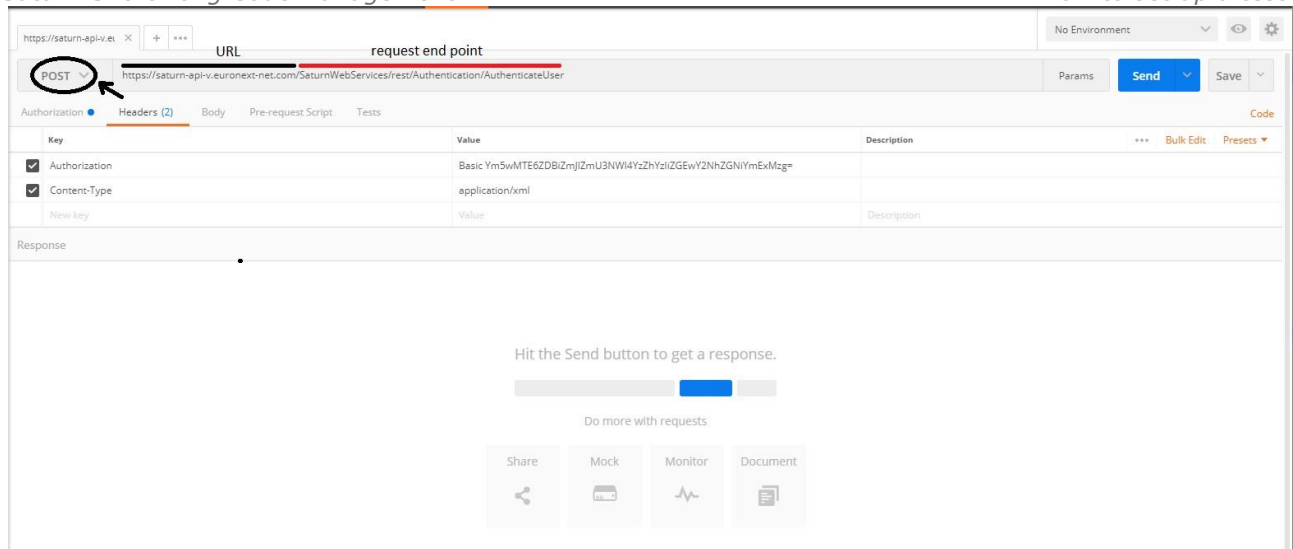 https://saturn-api-v.et × + ••• No Environment
URL request end point
POST https://saturn-api-v.euronext-net.com/SaturnWebServices/rest/Authentication/AuthenticateUser Params Send Save
Authorization Headers (2) Body Pre-request Script Tests Code
Key Value Description ••• Bulk Edit Presets
Authorization
Basic
Content-Type application/xml
New key Value Description
Response
Hit the Send button to get a response.
Do more with requests
Share Mock Monitor Document